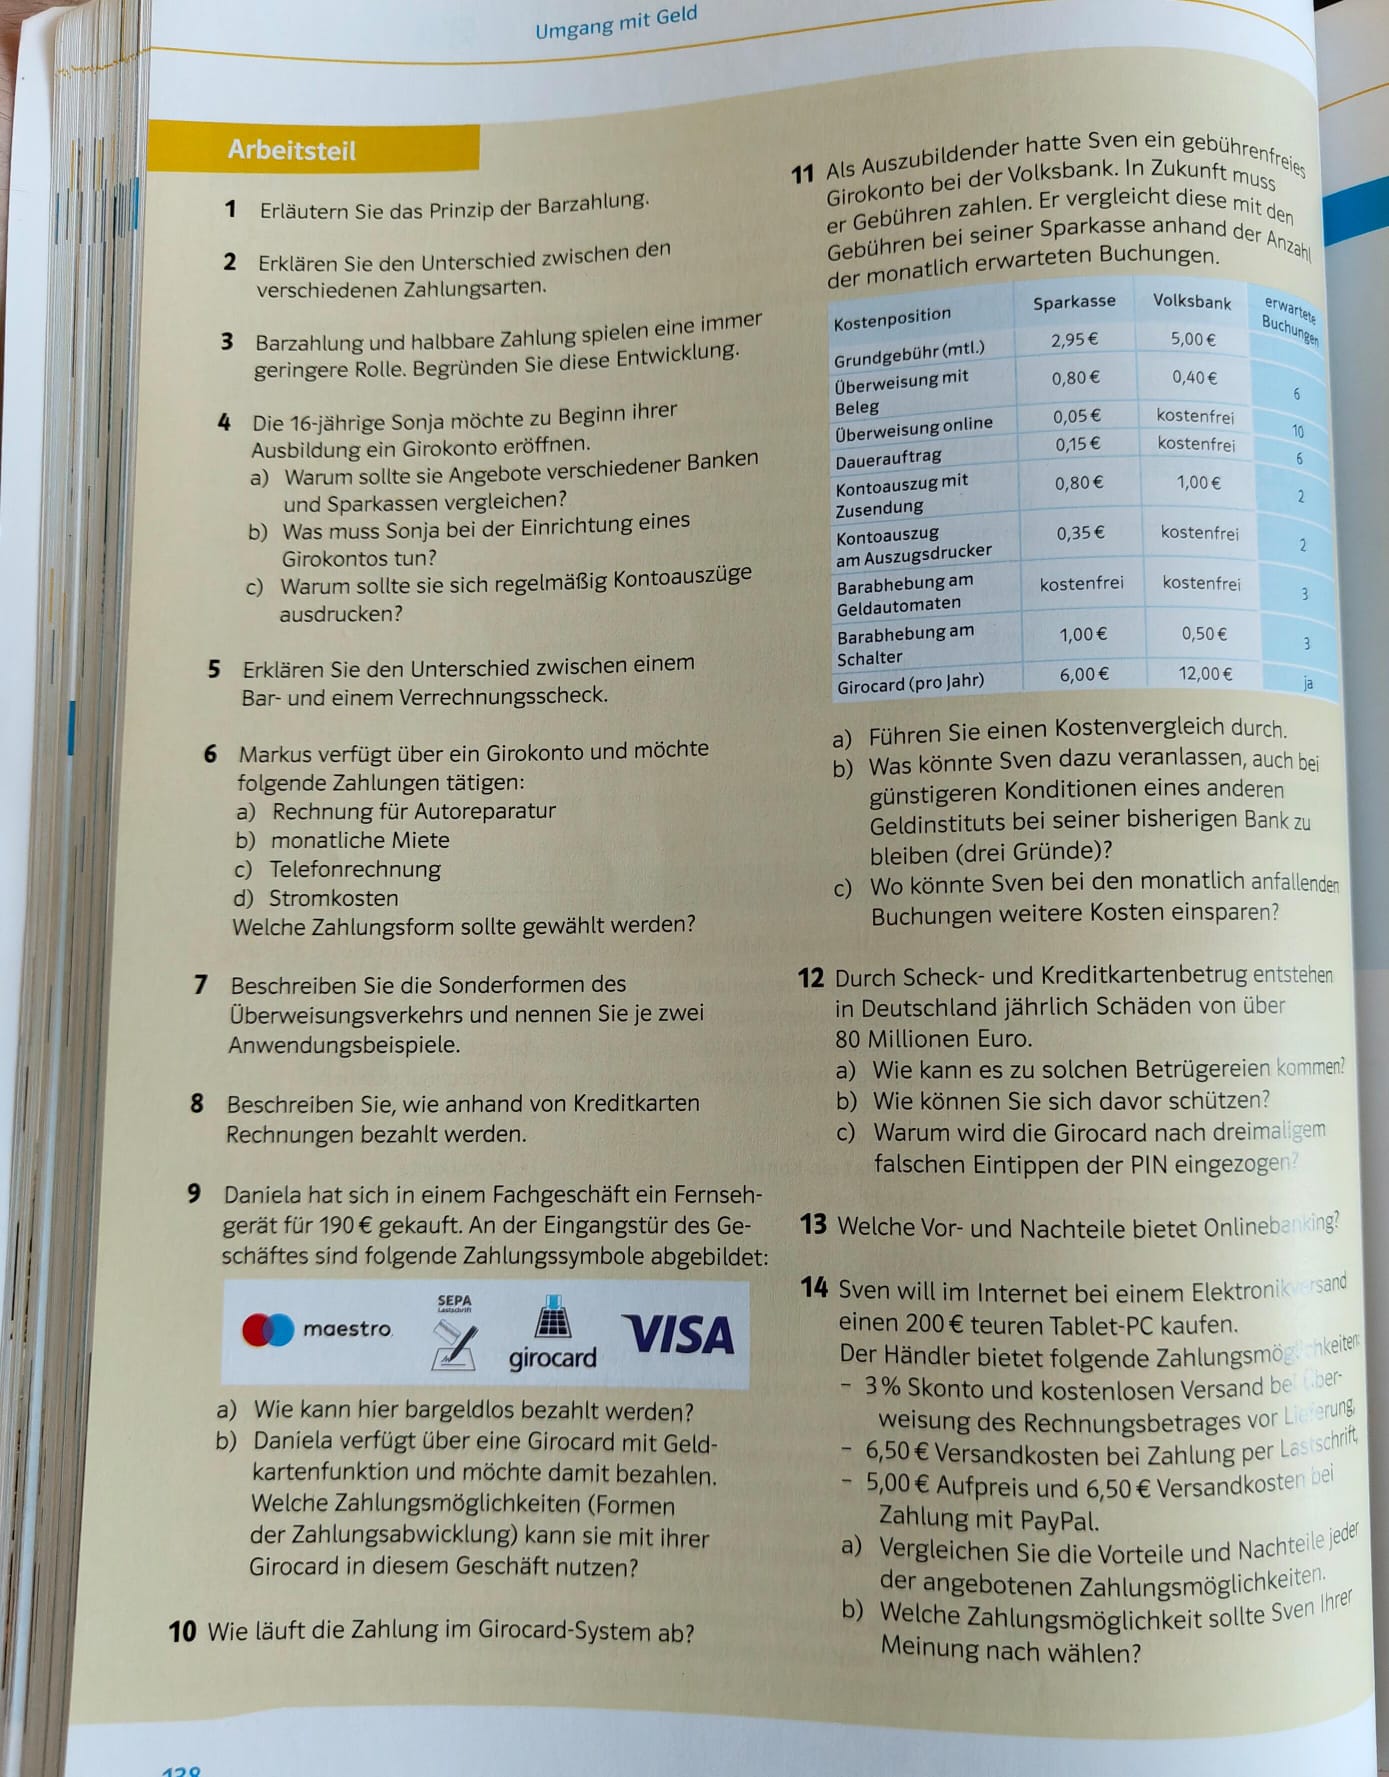 Umgang mit Geld
Arbeitsteil
1 Erläutern Sie das Prinzip der Barzahlung.
2 Erklären Sie den Unterschied zwischen den
verschiedenen Zahlungsarten.
3 Barzahlung und halbbare Zahlung spielen eine immer
geringere Rolle. Begründen Sie diese Entwicklung.
4 Die 16-jährige Sonja möchte zu Beginn ihrer
Ausbildung ein Girokonto eröffnen.
a) Warum sollte sie Angebote verschiedener Banken
und Sparkassen vergleichen?
b) Was muss Sonja bei der Einrichtung eines
Girokontos tun?
c) Warum sollte sie sich regelmäßig Kontoauszüge
ausdrucken?
5 Erklären Sie den Unterschied zwischen einem
Bar- und einem Verrechnungsscheck.
6 Markus verfügt über ein Girokonto und möchte
folgende Zahlungen tätigen:
a) Rechnung für Autoreparatur
b) monatliche Miete
c) Telefonrechnung
d) Stromkosten
Welche Zahlungsform sollte gewählt werden?
7 Beschreiben Sie die Sonderformen des
Überweisungsverkehrs und nennen Sie je zwei
Anwendungsbeispiele.
8 Beschreiben Sie, wie anhand von Kreditkarten
Rechnungen bezahlt werden.
9 Daniela hat sich in einem Fachgeschäft ein Fernseh-
gerät für 190 € gekauft. An der Eingangstür des Ge-
schäftes sind folgende Zahlungssymbole abgebildet:
maestro
SEPA
Lastschrift
girocard
VISA
a) Wie kann hier bargeldlos bezahlt werden?
b) Daniela verfügt über eine Girocard mit Geld-
kartenfunktion und möchte damit bezahlen.
Welche Zahlungsmöglichkeiten (Formen
der Zahlungsabwicklung) kann sie mit ihrer
Girocard in diesem Geschäft nutzen?
10 Wie läuft die Zahlung im Girocard-System ab?
11 Als Auszubildender hatte Sven ein gebührenfreies
Girokonto bei der Volksbank. In Zukunft muss
er Gebühren zahlen. Er vergleicht diese mit den
Gebühren bei seiner Sparkasse anhand der Anzahl
der monatlich erwarteten Buchungen.
Kostenposition Sparkasse Volksbank erwartete
Buchungen
Grundgebühr (mtl.) 2,95 € 5,00 €
Überweisung mit
Beleg 0,80 € 0,40 € 6
Überweisung online 0,05 € kostenfrei 10
Dauerauftrag 0,15 € kostenfrei 6
Kontoauszug mit
Zusendung 0,80 € 1,00 € 2
Kontoauszug
am Auszugsdrucker 0,35 € kostenfrei 2
Barabhebung am
Geldautomaten kostenfrei kostenfrei 3
Barabhebung am
Schalter 1,00 € 0,50 € 3
Girocard (pro Jahr) 6,00 € 12,00 € ja
a) Führen Sie einen Kostenvergleich durch.
b) Was könnte Sven dazu veranlassen, auch bei
günstigeren Konditionen eines anderen
Geldinstituts bei seiner bisherigen Bank zu
bleiben (drei Gründe)?
c) Wo könnte Sven bei den monatlich anfallenden
Buchungen weitere Kosten einsparen?
12 Durch Scheck- und Kreditkartenbetrug entstehen
in Deutschland jährlich Schäden von über
80 Millionen Euro.
a) Wie kann es zu solchen Betrügereien kommen?
b) Wie können Sie sich davor schützen?
c) Warum wird die Girocard nach dreimaligem
falschen Eintippen der PIN eingezogen?
13 Welche Vor- und Nachteile bietet Onlinebanking?
14 Sven will im Internet bei einem Elektronikversand
einen 200 € teuren Tablet-PC kaufen.
Der Händler bietet folgende Zahlungsmöglichkeiten:
– 3 % Skonto und kostenlosen Versand bei Über-
weisung des Rechnungsbetrages vor Lieferung,
– 6,50 € Versandkosten bei Zahlung per Lastschrift,
– 5,00 € Aufpreis und 6,50 € Versandkosten bei
Zahlung mit PayPal.
a) Vergleichen Sie die Vorteile und Nachteile jeder
der angebotenen Zahlungsmöglichkeiten.
b) Welche Zahlungsmöglichkeit sollte Sven Ihrer
Meinung nach wählen?